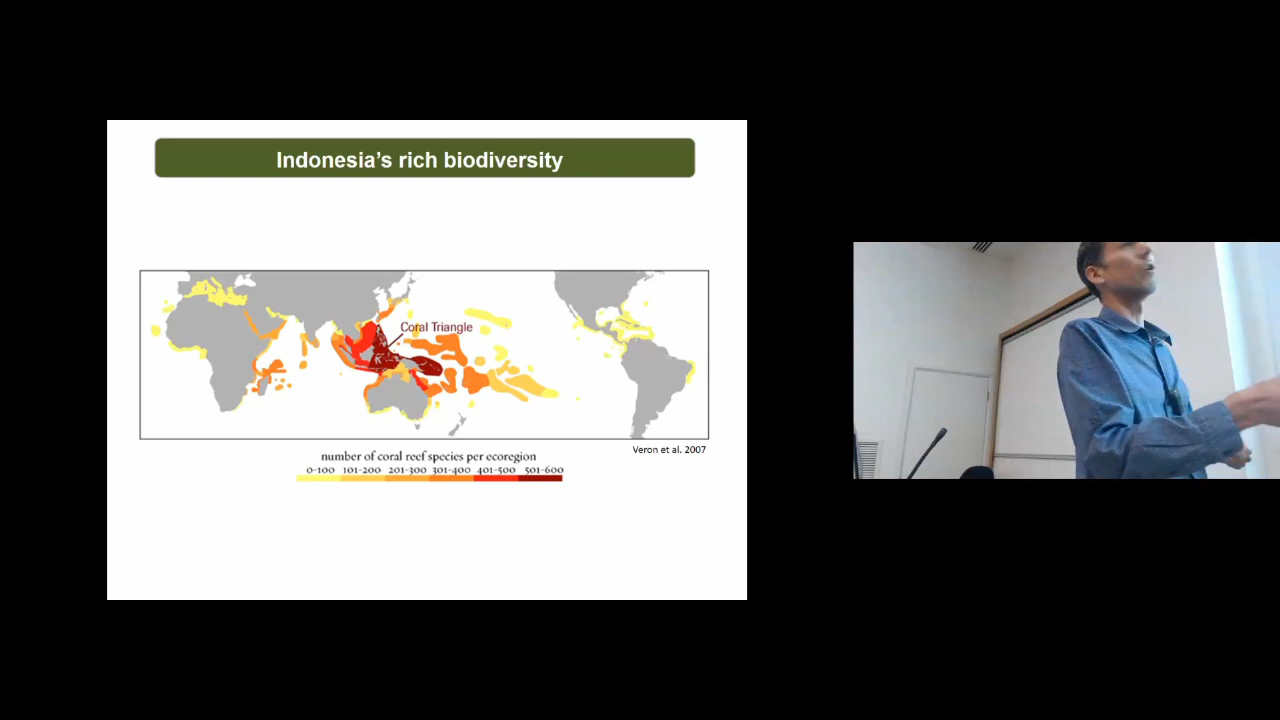 Indonesia's rich biodiversity
Coral Triangle
Veron et al. 2007
number of coral reef species per ecoregion
0-100 101-200 201-300 301-400 401-500 501-600